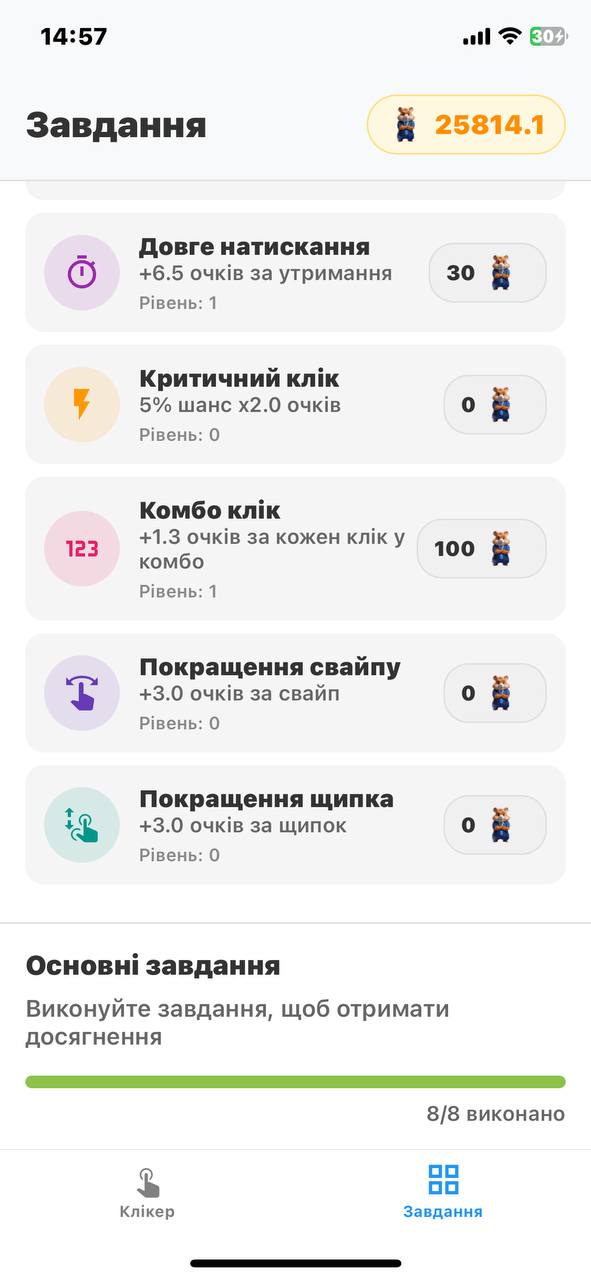 14:57
30
Завдання
25814.1
Довге натискання
+6.5 очків за утримання
Рівень: 1
30
Критичний клік
5% шанс x2.0 очків
Рівень: 0
0
Комбо клік
+1.3 очків за кожен клік у
комбо
Рівень: 1
100
123
Покращення свайпу
+3.0 очків за свайп
Рівень: 0
0
Покращення щипка
+3.0 очків за щипок
Рівень: 0
0
Основні завдання
Виконуйте завдання, щоб отримати
досягнення
8/8 виконано
Клікер
Завдання